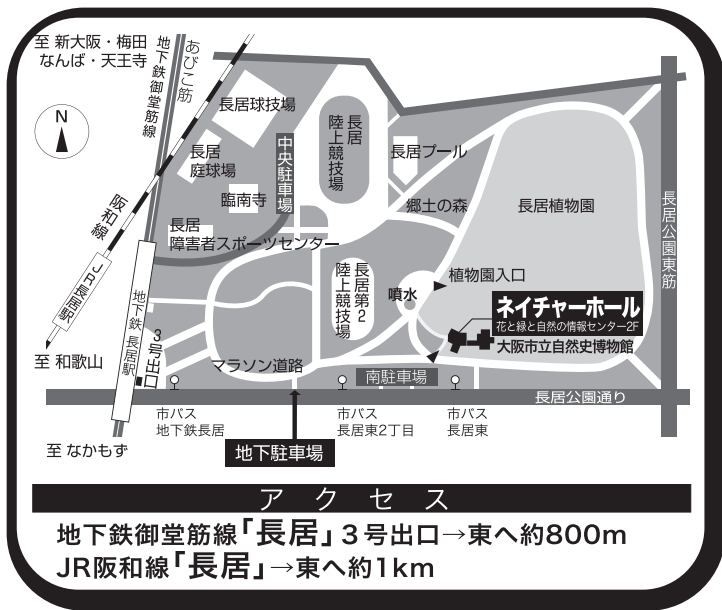 至 新大阪・梅田
なんば・天王寺
地下鉄御堂筋線
あびこ筋
N
長居球技場
長居
庭球場
臨南寺
中央駐車場
長居
陸上競技場
長居プール
郷土の森
長居植物園
長居公園東筋
阪和線
長居
障害者スポーツセンター
JR長居駅
地下鉄 長居駅
3号出口
長居第2
陸上競技場
噴水
植物園入口
ネイチャーホール
花と緑と自然の情報センター2F
大阪市立自然史博物館
至 和歌山
マラソン道路
南駐車場
長居公園通り
市バス
地下鉄長居
市バス
長居東2丁目
市バス
長居東
至 なかもず
地下駐車場
アクセス
地下鉄御堂筋線「長居」3号出口→東へ約800m
JR阪和線「長居」→東へ約1km